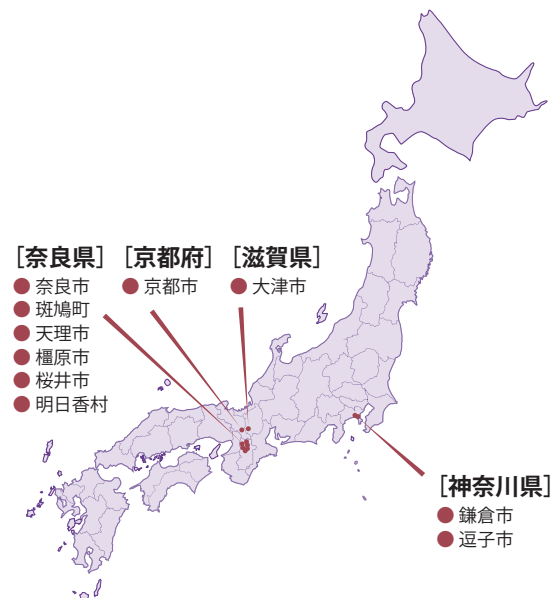 ［奈良県］
● 奈良市
● 斑鳩町
● 天理市
● 橿原市
● 桜井市
● 明日香村
［京都府］
● 京都市
［滋賀県］
● 大津市
［神奈川県］
● 鎌倉市
● 逗子市